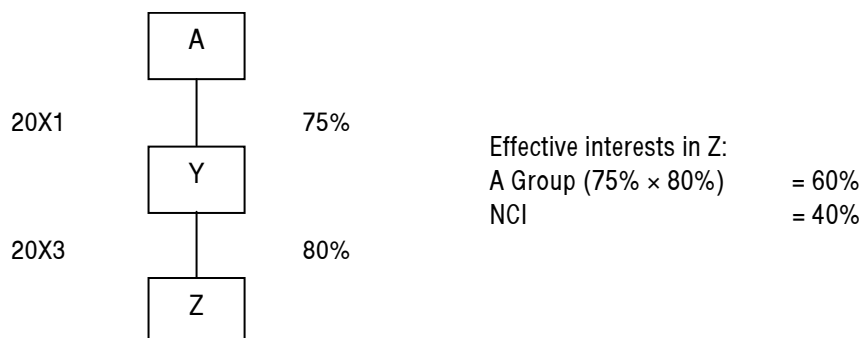 A
20X1 75%
Effective interests in Z:
Y
A Group (75% × 80%) = 60%
NCI = 40%
20X3 80%
Z